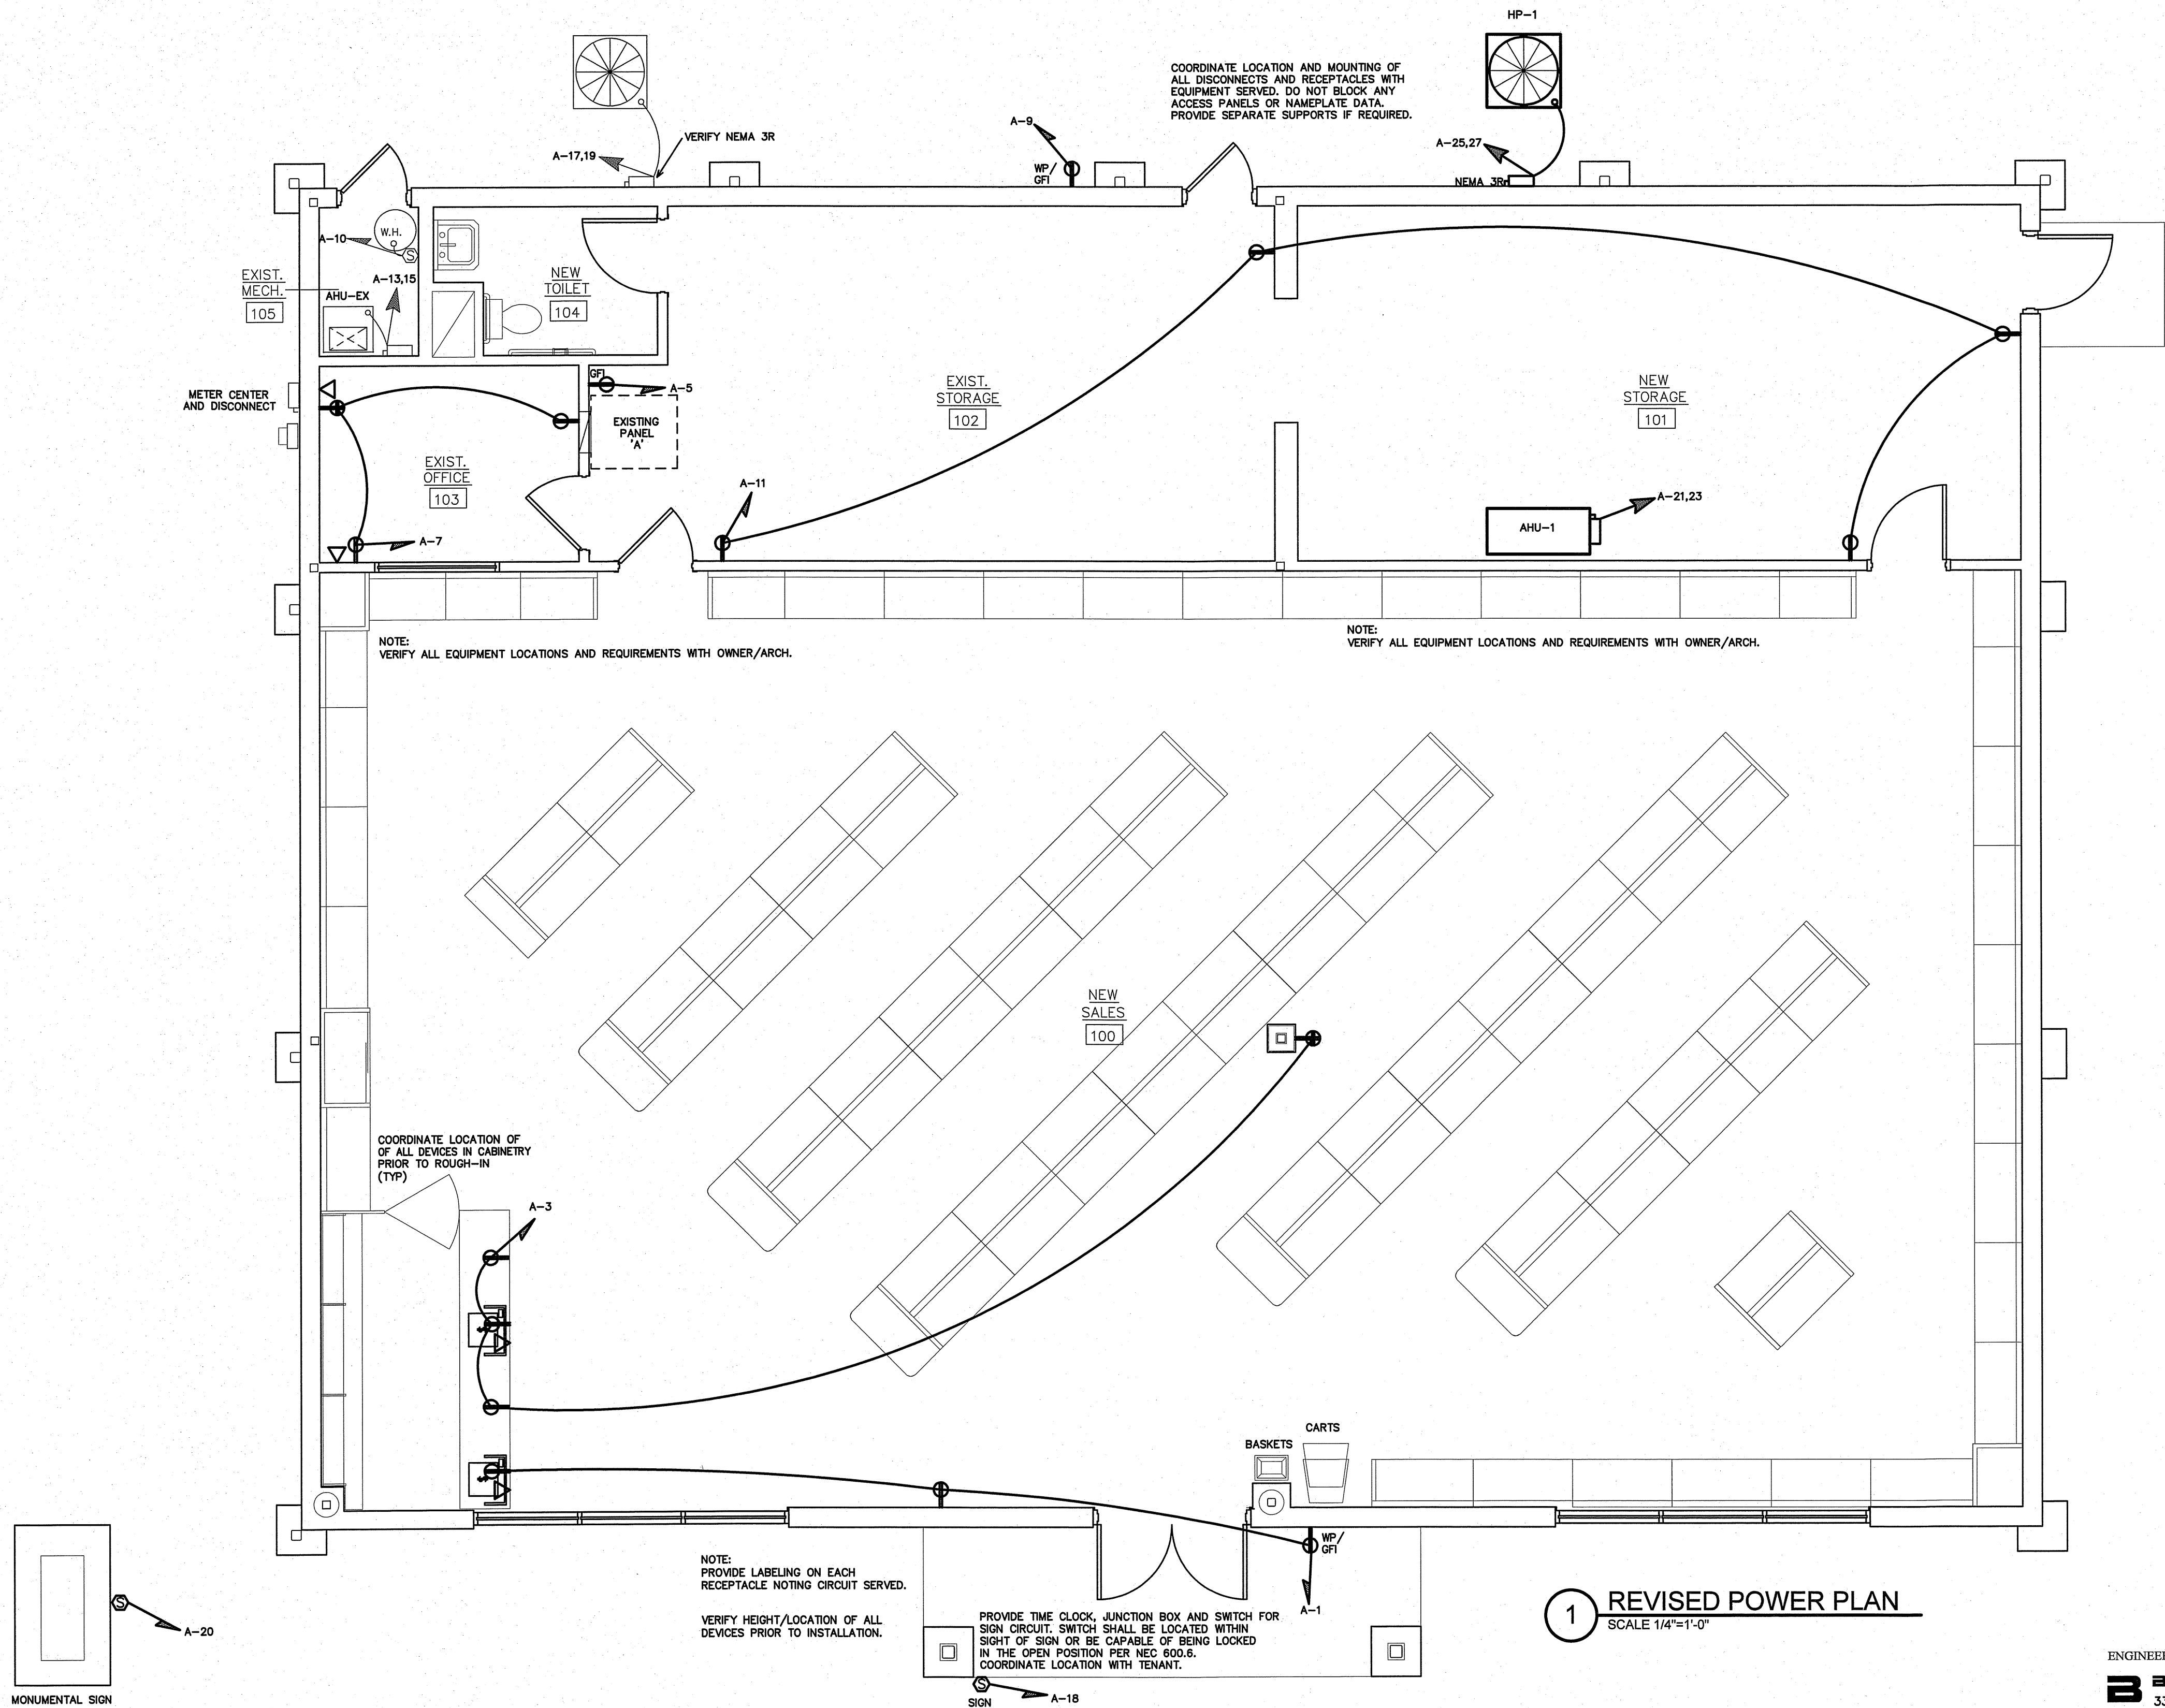 HP-1
COORDINATE LOCATION AND MOUNTING OF
ALL DISCONNECTS AND RECEPTACLES WITH
EQUIPMENT SERVED. DO NOT BLOCK ANY
ACCESS PANELS OR NAMEPLATE DATA.
PROVIDE SEPARATE SUPPORTS IF REQUIRED.
VERIFY NEMA 3R
A-17,19
A-9
WP/
GFI
A-25,27
NEMA 3R
W.H.
S
A-10
A-13,15
AHU-EX
EXIST.
MECH.
105
NEW
TOILET
104
METER CENTER
AND DISCONNECT
GFI
A-5
EXISTING
PANEL
'A'
EXIST.
OFFICE
103
A-7
EXIST.
STORAGE
102
A-11
NEW
STORAGE
101
AHU-1
A-21,23
NOTE:
VERIFY ALL EQUIPMENT LOCATIONS AND REQUIREMENTS WITH OWNER/ARCH.
NOTE:
VERIFY ALL EQUIPMENT LOCATIONS AND REQUIREMENTS WITH OWNER/ARCH.
NEW
SALES
100
COORDINATE LOCATION OF
OF ALL DEVICES IN CABINETRY
PRIOR TO ROUGH-IN
(TYP)
A-3
CARTS
BASKETS
WP/
GFI
A-1
NOTE:
PROVIDE LABELING ON EACH
RECEPTACLE NOTING CIRCUIT SERVED.
VERIFY HEIGHT/LOCATION OF ALL
DEVICES PRIOR TO INSTALLATION.
PROVIDE TIME CLOCK, JUNCTION BOX AND SWITCH FOR
SIGN CIRCUIT. SWITCH SHALL BE LOCATED WITHIN
SIGHT OF SIGN OR BE CAPABLE OF BEING LOCKED
IN THE OPEN POSITION PER NEC 600.6.
COORDINATE LOCATION WITH TENANT.
S
SIGN
A-18
S
A-20
MONUMENTAL SIGN
1
REVISED POWER PLAN
SCALE 1/4"=1'-0"
ENGINEER
B
33